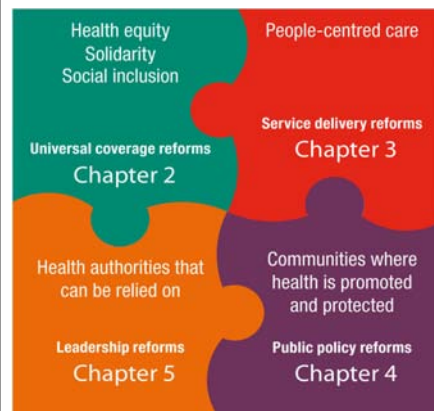 Health equity
Solidarity
Social inclusion
Universal coverage reforms
Chapter 2
People-centred care
Service delivery reforms
Chapter 3
Health authorities that
can be relied on
Leadership reforms
Chapter 5
Communities where
health is promoted
and protected
Public policy reforms
Chapter 4